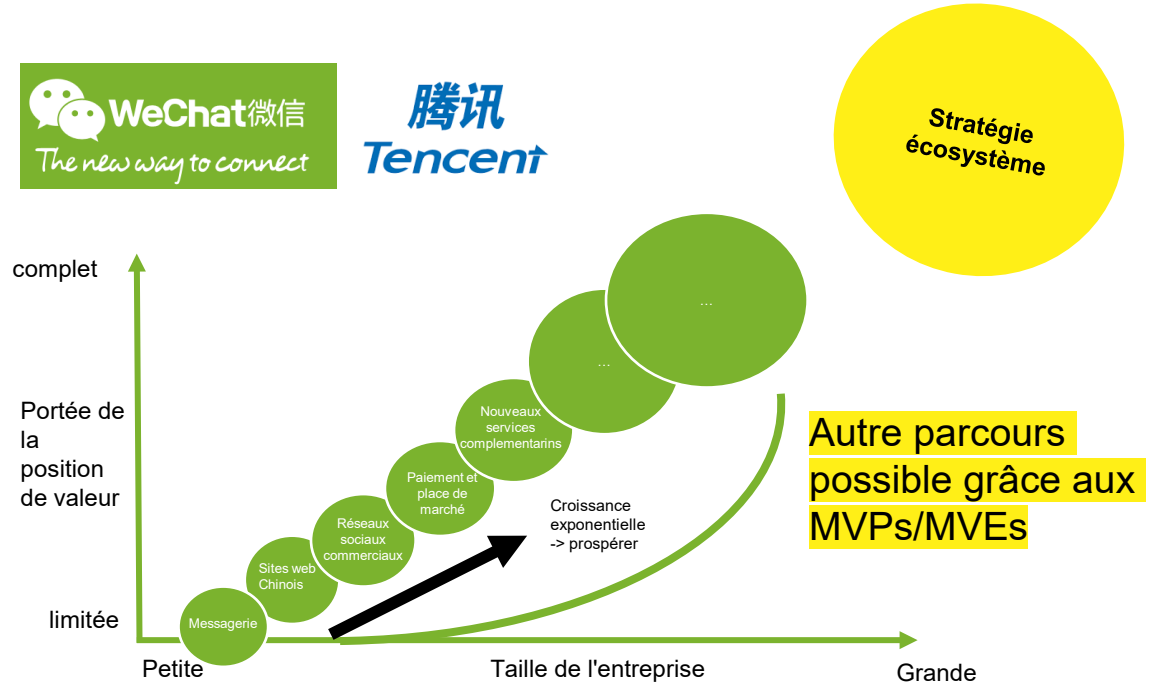 WeChat微信
The new way to connect
腾讯
Tencent
Stratégie
écosystème
complet
Portée de
la
position
de valeur
limitée
...
...
Nouveaux
services
complementarins
Paiement et
place de
marché
Réseaux
sociaux
commerciaux
Sites web
Chinois
Messagerie
Croissance
exponentielle
-> prospérer
Autre parcours
possible grâce aux
MVPs/MVEs
Petite
Taille de l'entreprise
Grande